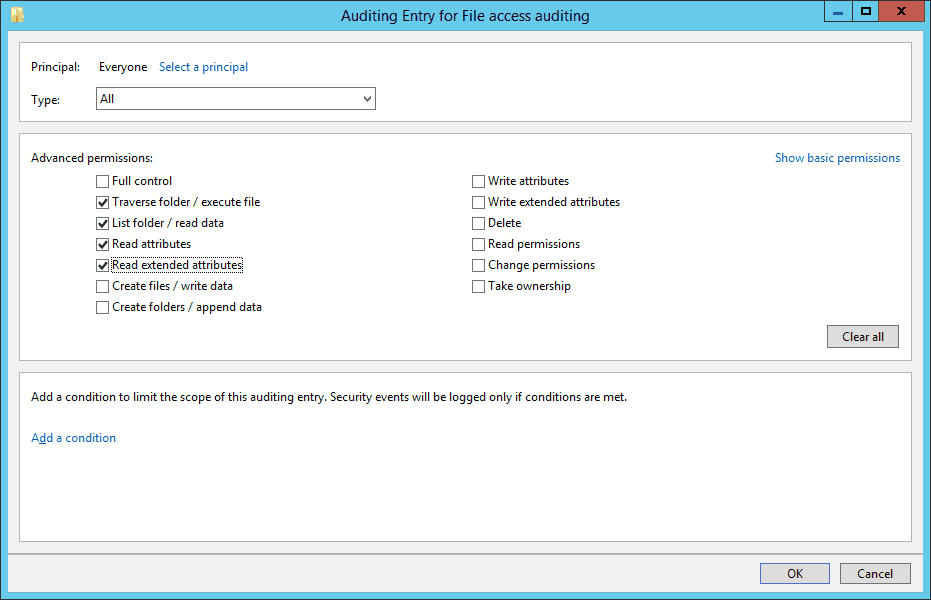 Auditing Entry for File access auditing
Principal: Everyone Select a principal
Type: All
Advanced permissions: Show basic permissions
Full control
Traverse folder / execute file
List folder / read data
Read attributes
Read extended attributes
Create files / write data
Create folders / append data
Write attributes
Write extended attributes
Delete
Read permissions
Change permissions
Take ownership
Clear all
Add a condition to limit the scope of this auditing entry. Security events will be logged only if conditions are met.
Add a condition
OK Cancel